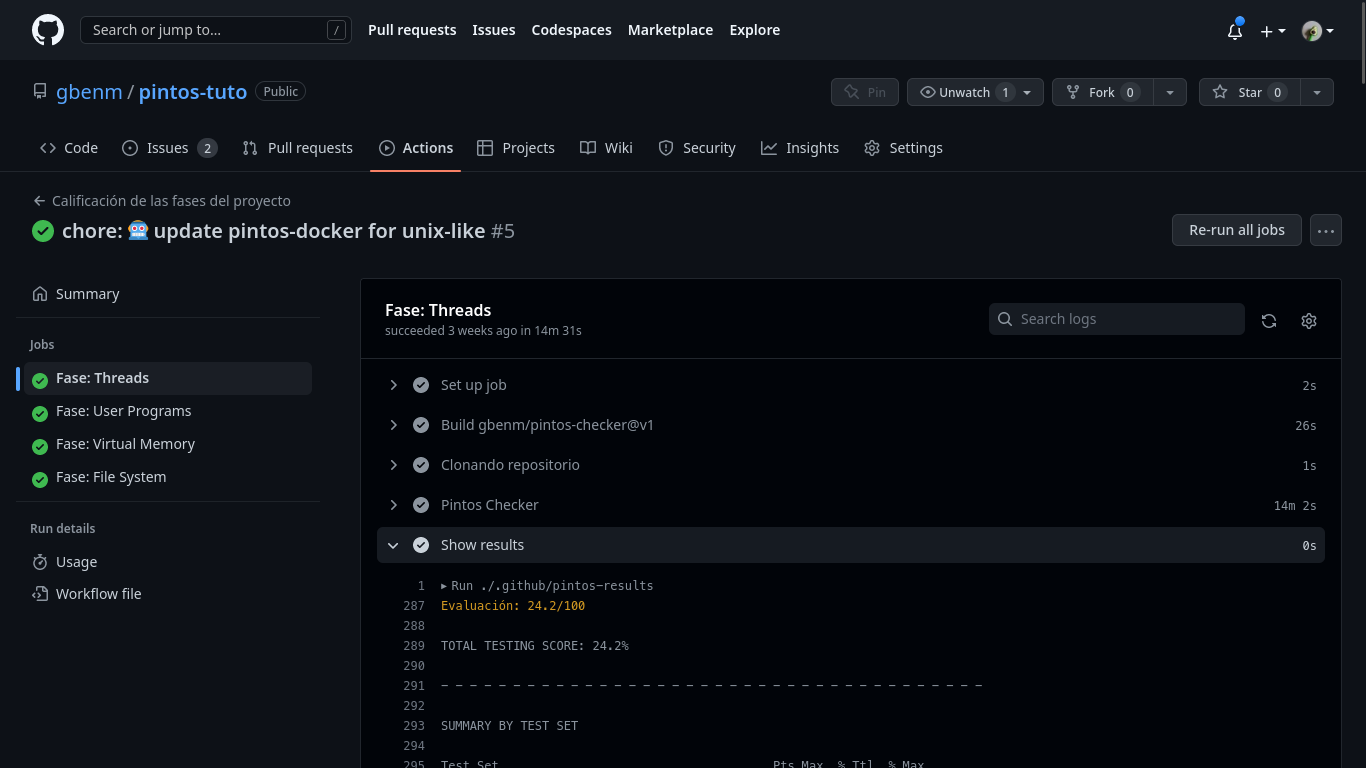 Search or jump to... /
Pull requests Issues Codespaces Marketplace Explore
gbenm / pintos-tuto Public
Pin Unwatch 1 Fork 0 Star 0
Code Issues 2 Pull requests Actions Projects Wiki Security Insights Settings
Calificación de las fases del proyecto
chore: 🤖 update pintos-docker for unix-like #5
Re-run all jobs
Summary
Jobs
Fase: Threads
Fase: User Programs
Fase: Virtual Memory
Fase: File System
Run details
Usage
Workflow file
Fase: Threads
succeeded 3 weeks ago in 14m 31s
Search logs
Set up job 2s
Build gbenm/pintos-checker@v1 26s
Clonando repositorio 1s
Pintos Checker 14m 2s
Show results 0s
1 ▶ Run ./.github/pintos-results
287 Evaluación: 24.2/100
288
289 TOTAL TESTING SCORE: 24.2%
290
291 - - - - - - - - - - - - - - - - - - - - - - - - - - - - - - - - - - - - - -
292
293 SUMMARY BY TEST SET
294
295 Test Set Pts Max % Ttl % Max